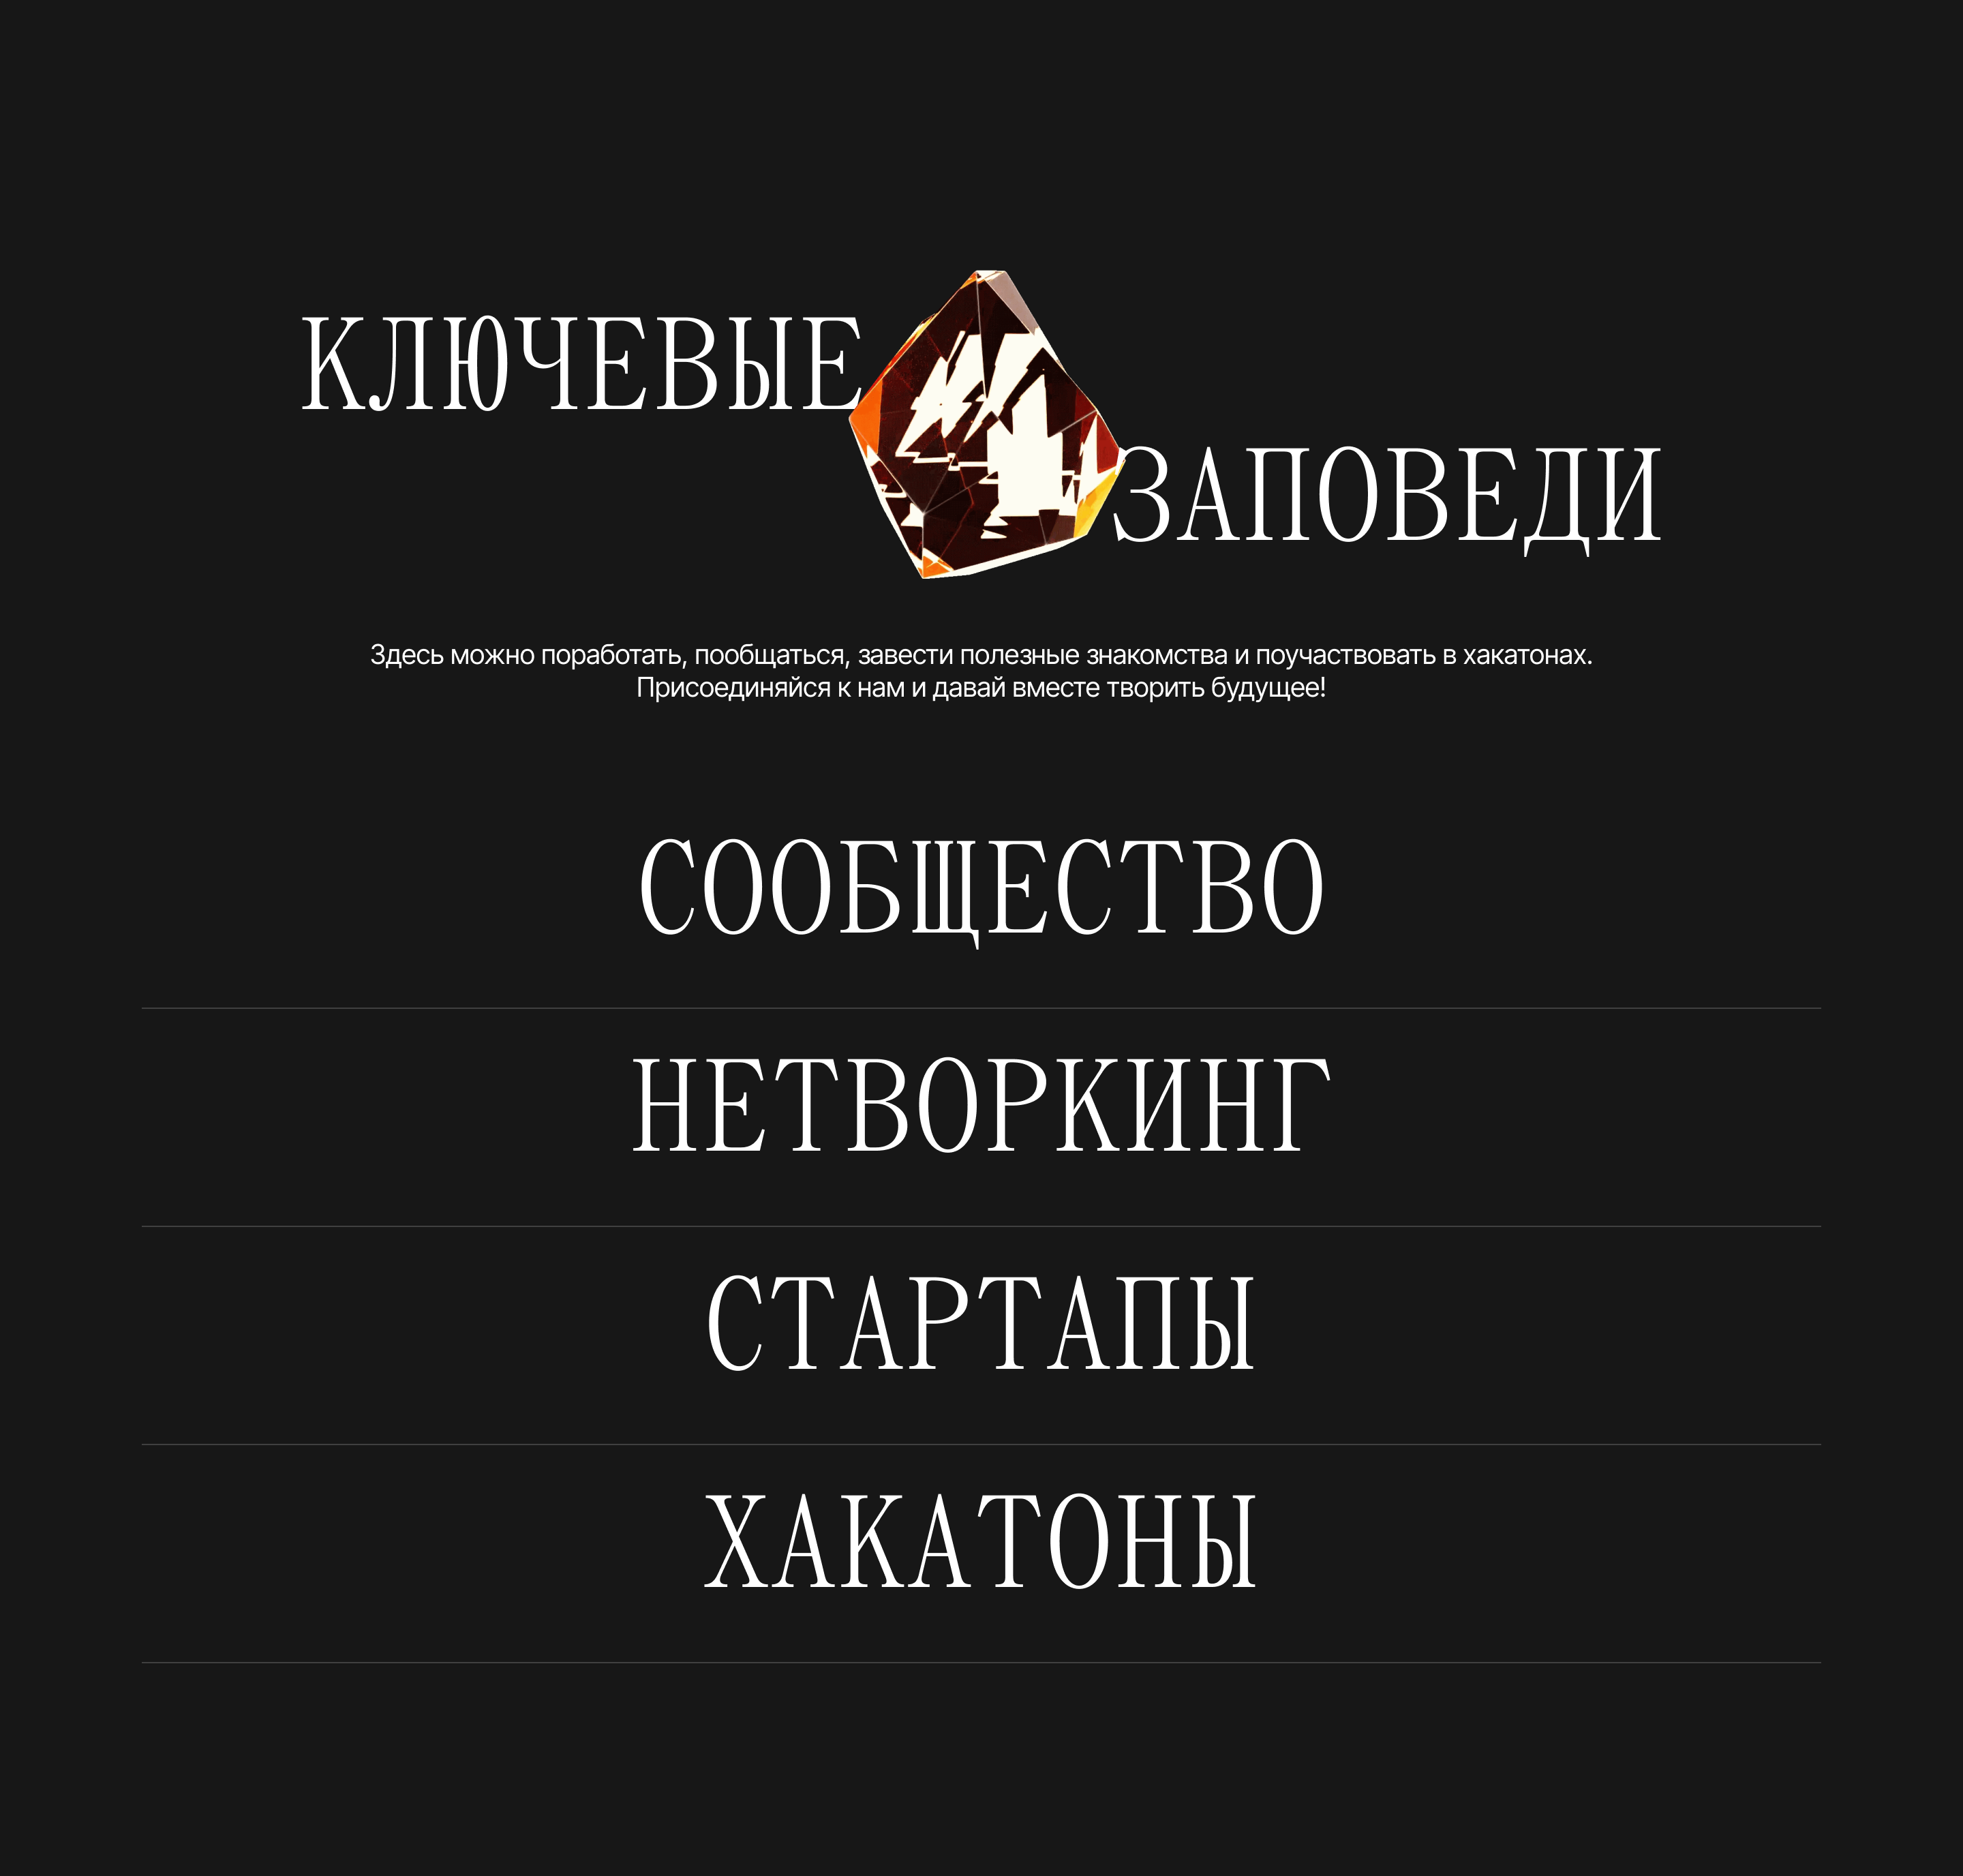 КЛЮЧЕВЫЕ
ЗАПОВЕДИ
Здесь можно поработать, пообщаться, завести полезные знакомства и поучаствовать в хакатонах.
Присоединяйся к нам и давай вместе творить будущее!
СООБЩЕСТВО
НЕТВОРКИНГ
СТАРТАПЫ
ХАКАТОНЫ